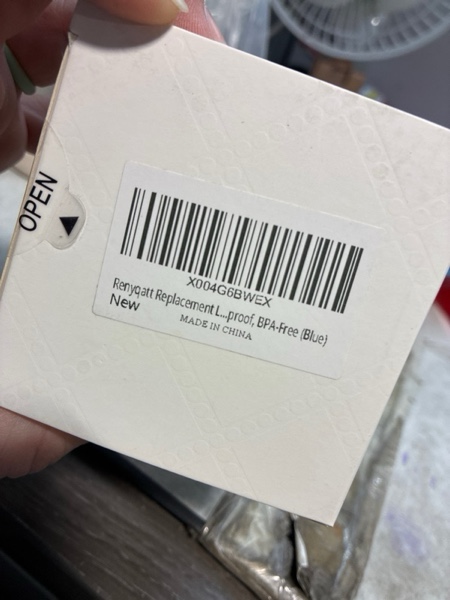 OPEN
X004G6BWEX
Renyqatt Replacement L...proof, BPA-Free (Blue)
New
MADE IN CHINA